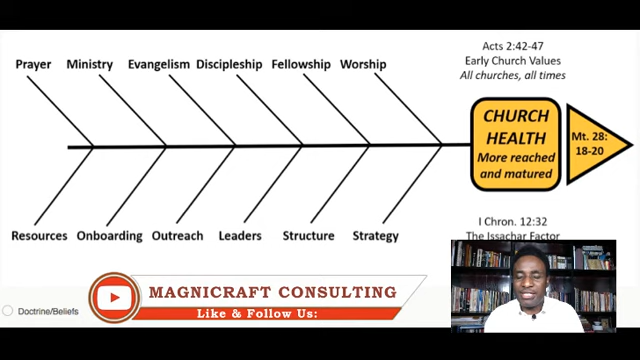 Acts 2:42-47
Early Church Values
All churches, all times
Prayer Ministry Evangelism Discipleship Fellowship Worship
CHURCH
HEALTH
More reached
and matured
Mt. 28:
18-20
Resources Onboarding Outreach Leaders Structure Strategy
I Chron. 12:32
The Issachar Factor
MAGNICRAFT CONSULTING
Like & Follow Us:
Doctrine/Beliefs